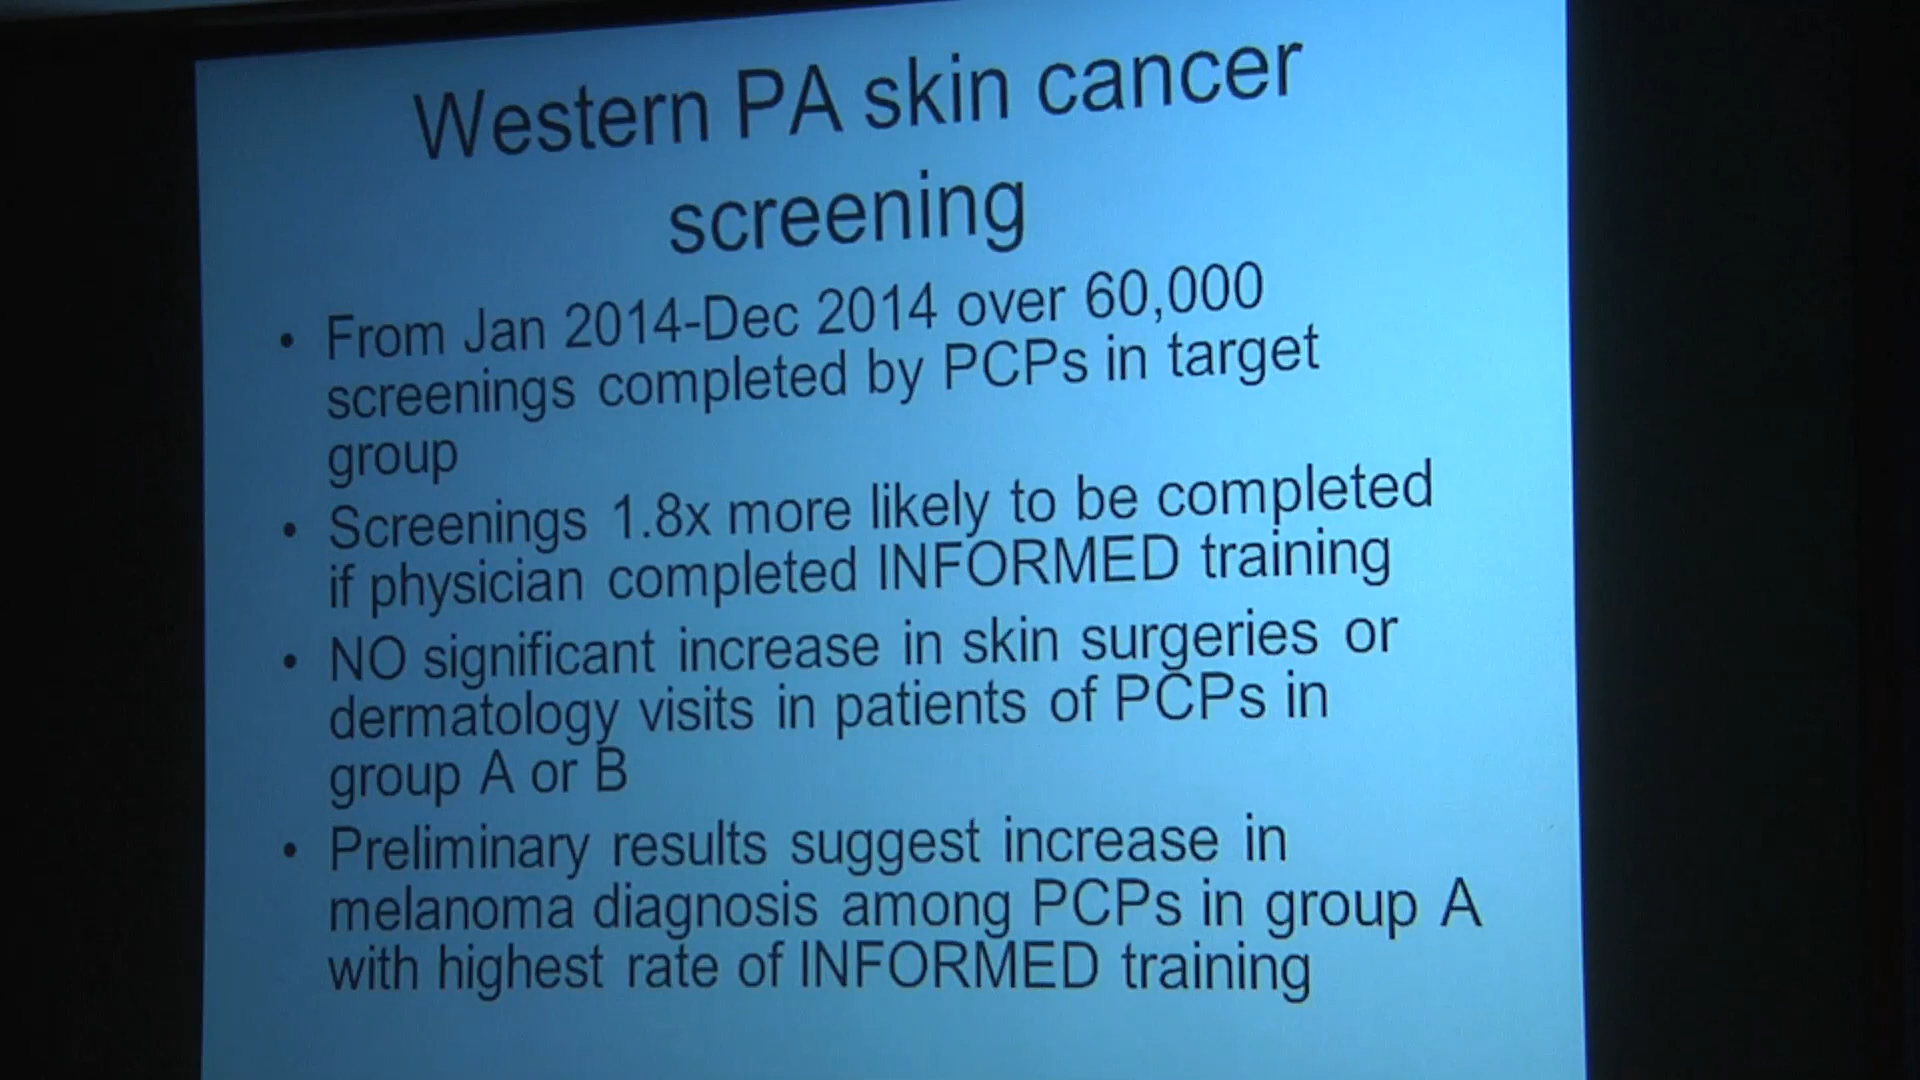 Western PA skin cancer
screening
• From Jan 2014-Dec 2014 over 60,000
screenings completed by PCPs in target
group
• Screenings 1.8x more likely to be completed
if physician completed INFORMED training
• NO significant increase in skin surgeries or
dermatology visits in patients of PCPs in
group A or B
• Preliminary results suggest increase in
melanoma diagnosis among PCPs in group A
with highest rate of INFORMED training